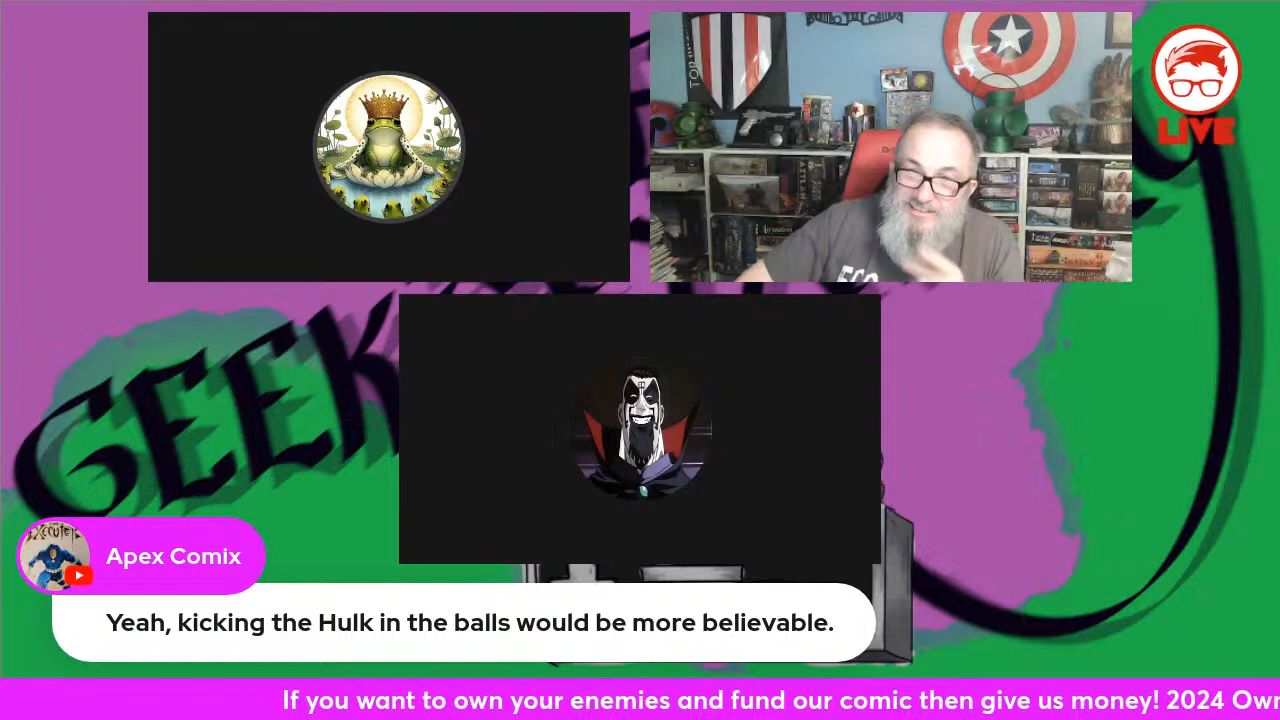 LIVE
GEEK
Apex Comix
Yeah, kicking the Hulk in the balls would be more believable.
If you want to own your enemies and fund our comic then give us money! 2024 Own